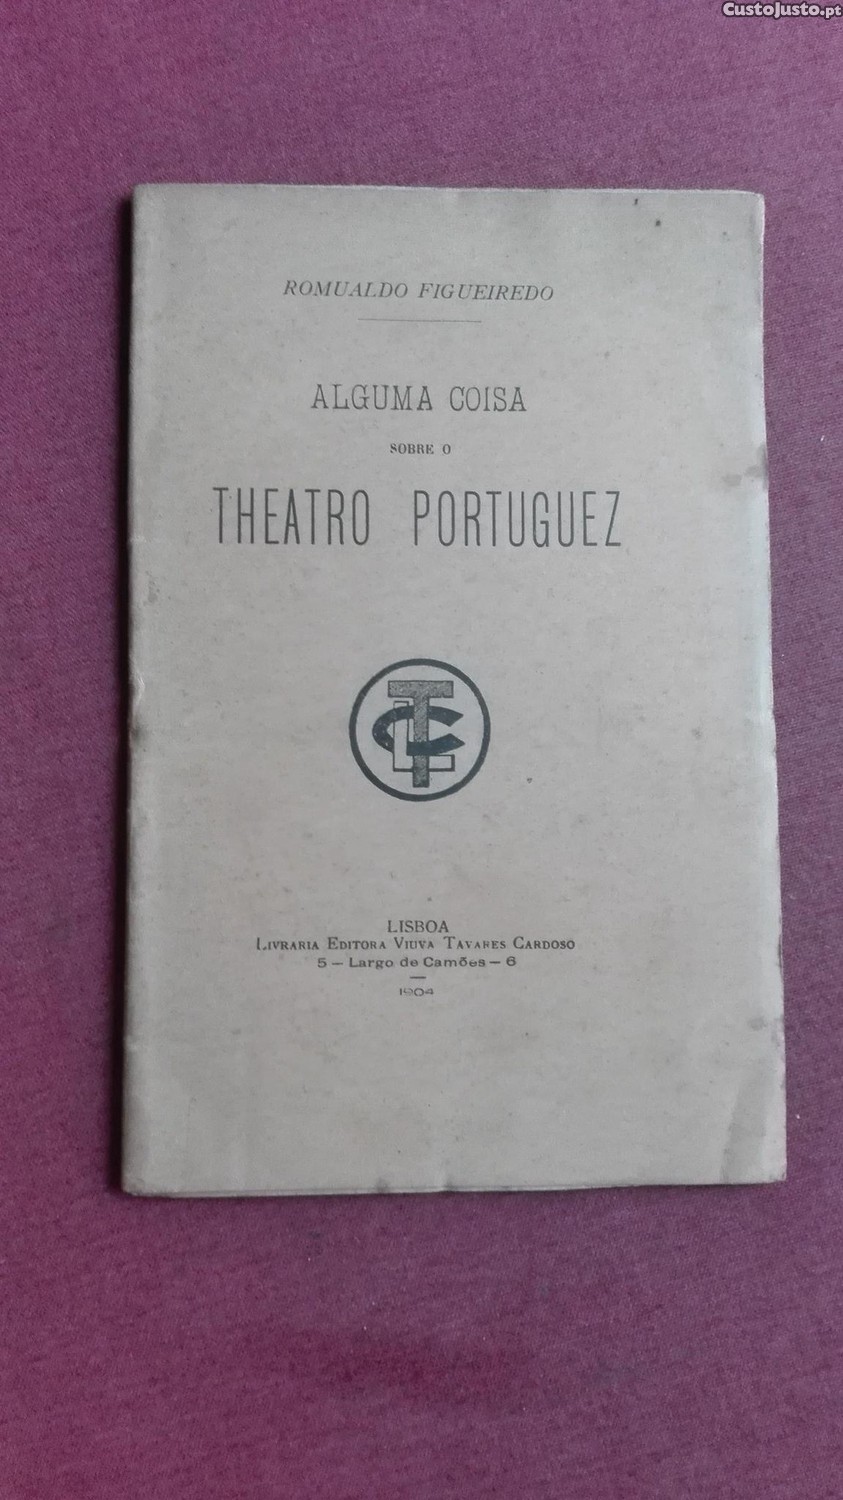 CustoJusto.pt
ROMUALDO FIGUEIREDO
ALGUMA COISA
SOBRE O
THEATRO PORTUGUEZ
LTC
LISBOA
LIVRARIA EDITORA VIUVA TAVARES CARDOSO
5 — Largo de Camões — 6
1904